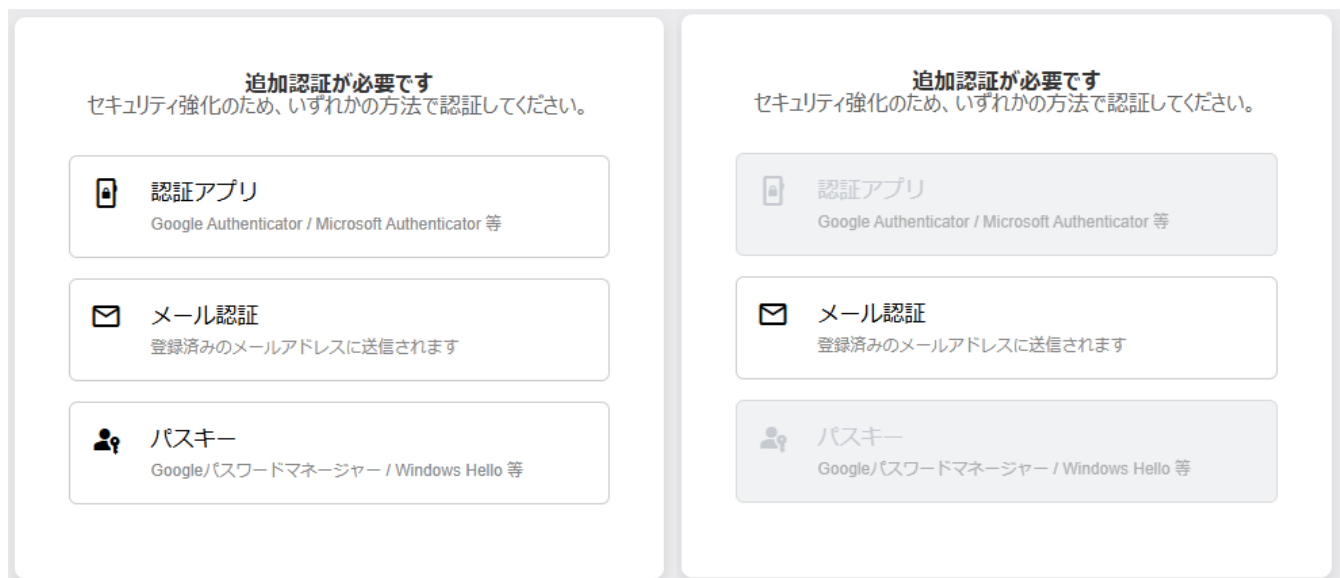 追加認証が必要です
セキュリティ強化のため、いずれかの方法で認証してください。
認証アプリ
Google Authenticator / Microsoft Authenticator 等
メール認証
登録済みのメールアドレスに送信されます
パスキー
Googleパスワードマネージャー / Windows Hello 等
追加認証が必要です
セキュリティ強化のため、いずれかの方法で認証してください。
認証アプリ
Google Authenticator / Microsoft Authenticator 等
メール認証
登録済みのメールアドレスに送信されます
パスキー
Googleパスワードマネージャー / Windows Hello 等